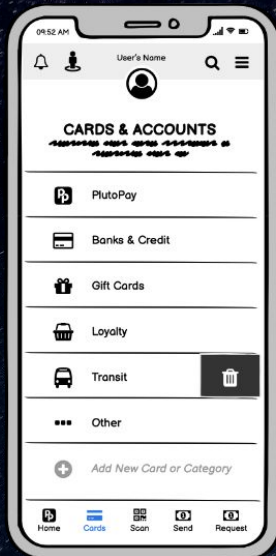 09:52 AM
User's Name
CARDS & ACCOUNTS
PlutoPay
Banks & Credit
Gift Cards
Loyalty
Transit
Other
Add New Card or Category
Home Cards Scan Send Request